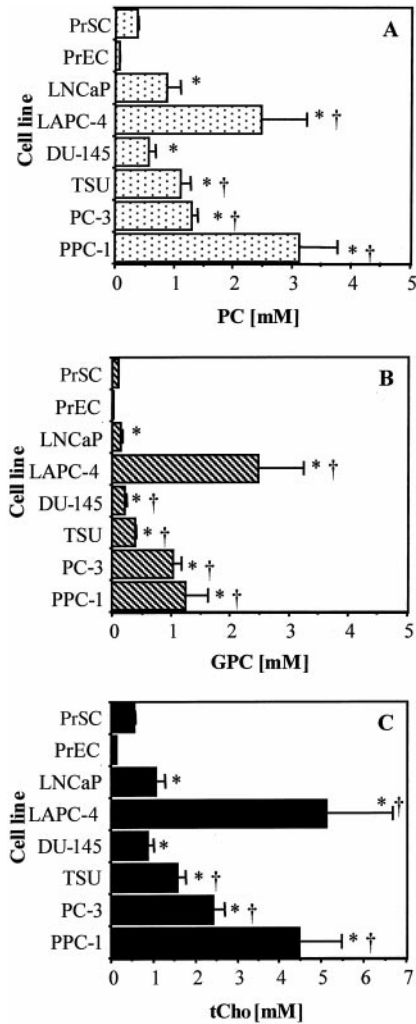 A
Cell line
PrSC
PrEC
LNCaP *
LAPC-4 * †
DU-145 *
TSU * †
PC-3 * †
PPC-1 * †
0 1 2 3 4 5
PC [mM]
B
Cell line
PrSC
PrEC
LNCaP *
LAPC-4 * †
DU-145 * †
TSU * †
PC-3 * †
PPC-1 * †
0 1 2 3 4 5
GPC [mM]
C
Cell line
PrSC
PrEC
LNCaP *
LAPC-4 * †
DU-145 *
TSU * †
PC-3 * †
PPC-1 * †
0 1 2 3 4 5 6 7
tCho [mM]